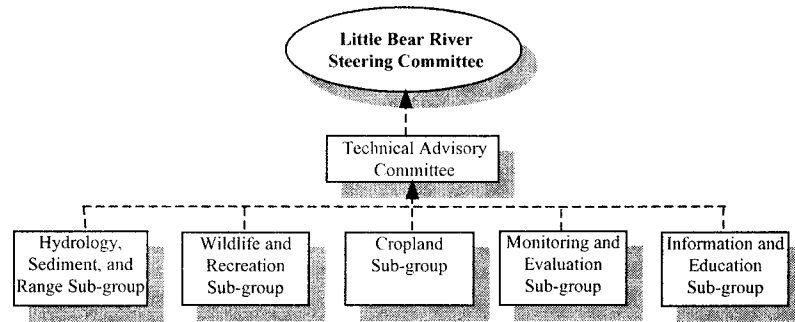 Little Bear River
Steering Committee
Technical Advisory
Committee
Hydrology,
Sediment, and
Range Sub-group
Wildlife and
Recreation
Sub-group
Cropland
Sub-group
Monitoring and
Evaluation
Sub-group
Information and
Education
Sub-group